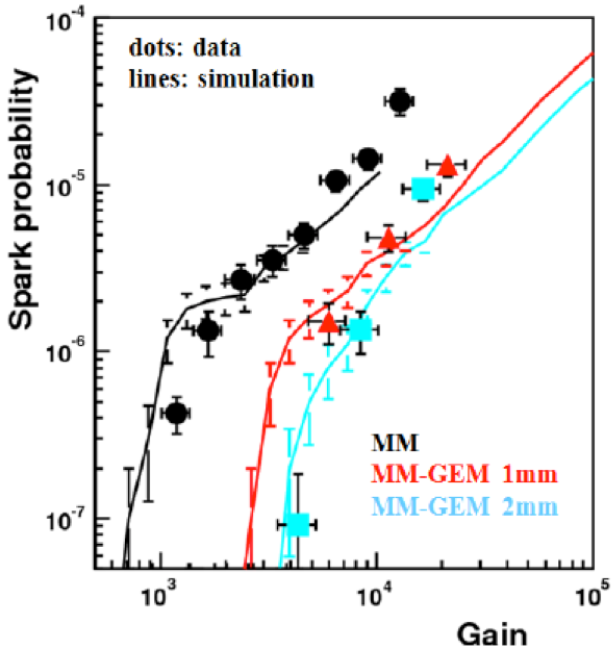 10⁻⁴
dots: data
lines: simulation
Spark probability
10⁻⁵
10⁻⁶
MM
MM-GEM 1mm
MM-GEM 2mm
10⁻⁷
10³
10⁴
10⁵
Gain